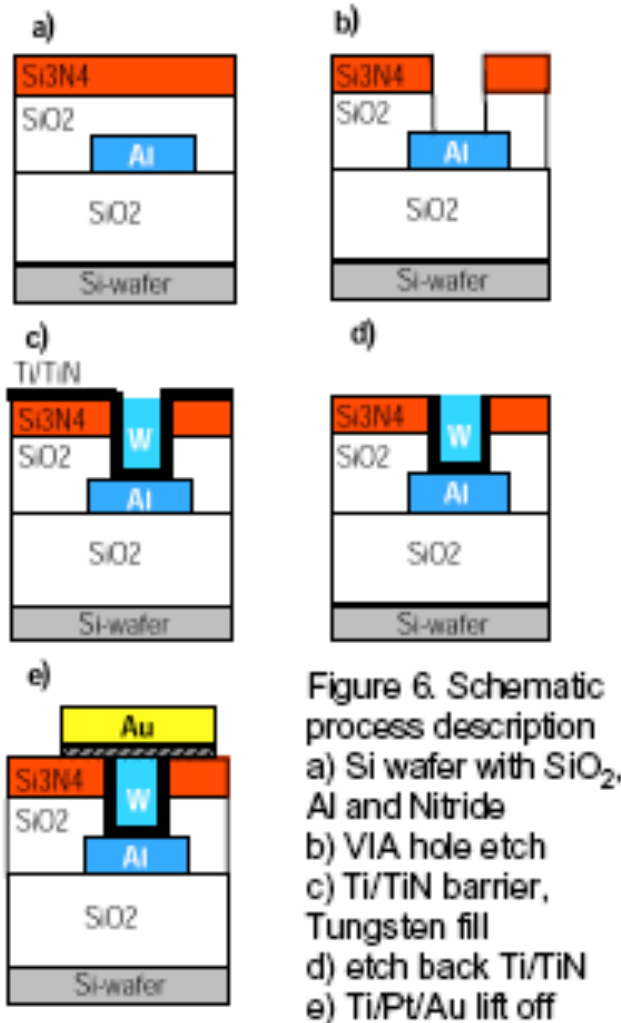 a)
Si3N4
SiO2
Al
SiO2
Si-wafer
b)
Si3N4
SiO2
Al
SiO2
Si-wafer
c)
Ti/TiN
Si3N4
W
SiO2
Al
SiO2
Si-wafer
d)
Si3N4
W
SiO2
Al
SiO2
Si-wafer
e)
Au
Si3N4
W
SiO2
Al
SiO2
Si-wafer
Figure 6. Schematic
process description
a) Si wafer with SiO₂,
Al and Nitride
b) VIA hole etch
c) Ti/TiN barrier,
Tungsten fill
d) etch back Ti/TiN
e) Ti/Pt/Au lift off